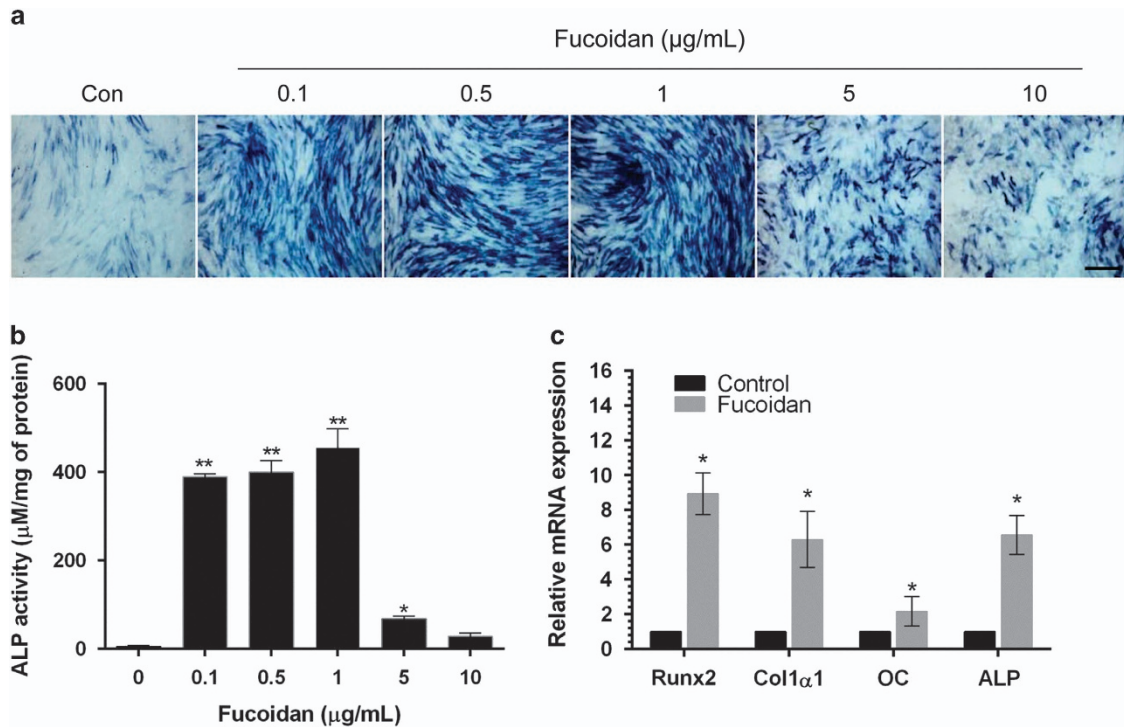 a
Fucoidan (µg/mL)
Con 0.1 0.5 1 5 10
b
ALP activity (µM/mg of protein)
600
400
200
0
** ** ** *
0 0.1 0.5 1 5 10
Fucoidan (µg/mL)
c
Relative mRNA expression
16
14
12
10
8
6
4
2
0
Control
Fucoidan
* * * *
Runx2 Col1α1 OC ALP